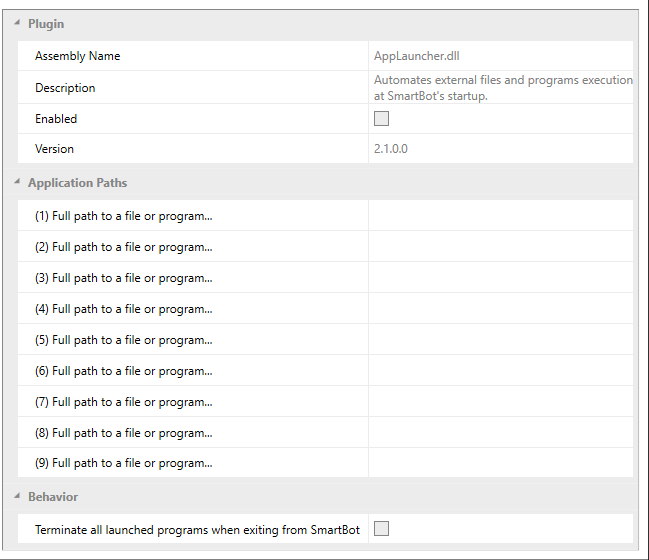 Plugin
Assembly Name AppLauncher.dll
Description Automates external files and programs execution
at SmartBot's startup.
Enabled
Version 2.1.0.0
Application Paths
(1) Full path to a file or program...
(2) Full path to a file or program...
(3) Full path to a file or program...
(4) Full path to a file or program...
(5) Full path to a file or program...
(6) Full path to a file or program...
(7) Full path to a file or program...
(8) Full path to a file or program...
(9) Full path to a file or program...
Behavior
Terminate all launched programs when exiting from SmartBot